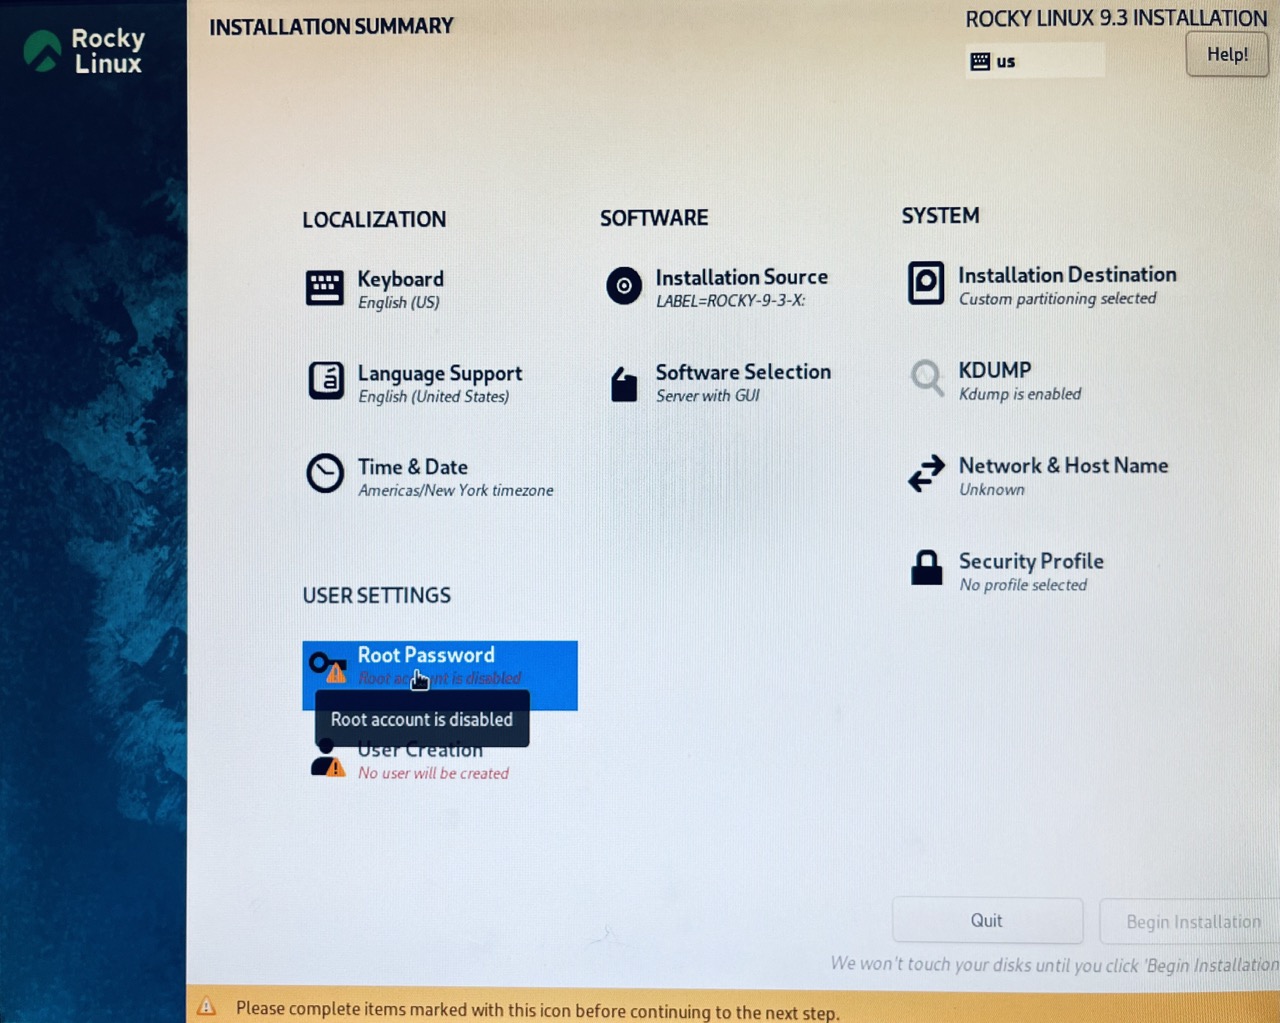 Rocky
Linux
INSTALLATION SUMMARY
ROCKY LINUX 9.3 INSTALLATION
us
Help!
LOCALIZATION
Keyboard
English (US)
Language Support
English (United States)
Time & Date
Americas/New York timezone
SOFTWARE
Installation Source
LABEL=ROCKY-9-3-X:
Software Selection
Server with GUI
SYSTEM
Installation Destination
Custom partitioning selected
KDUMP
Kdump is enabled
Network & Host Name
Unknown
Security Profile
No profile selected
USER SETTINGS
Root Password
Root account is disabled
Root account is disabled
User Creation
No user will be created
Quit
Begin Installation
We won't touch your disks until you click 'Begin Installation
Please complete items marked with this icon before continuing to the next step.